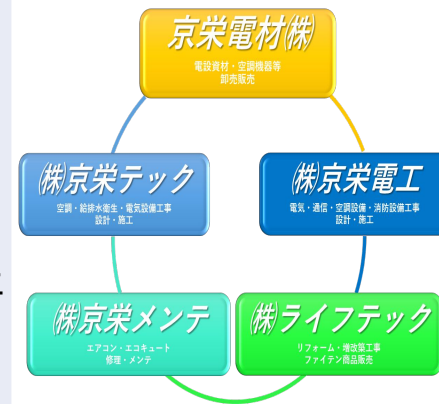 京栄電材㈱
電設資材・空調機器等
卸売販売
㈱京栄テック
空調・給排水衛生・電気設備工事
設計・施工
㈱京栄電工
電気・通信・空調設備・消防設備工事
設計・施工
㈱京栄メンテ
エアコン・エコキュート
修理・メンテ
㈱ライフテック
リフォーム・増改築工事
ファイテン商品販売